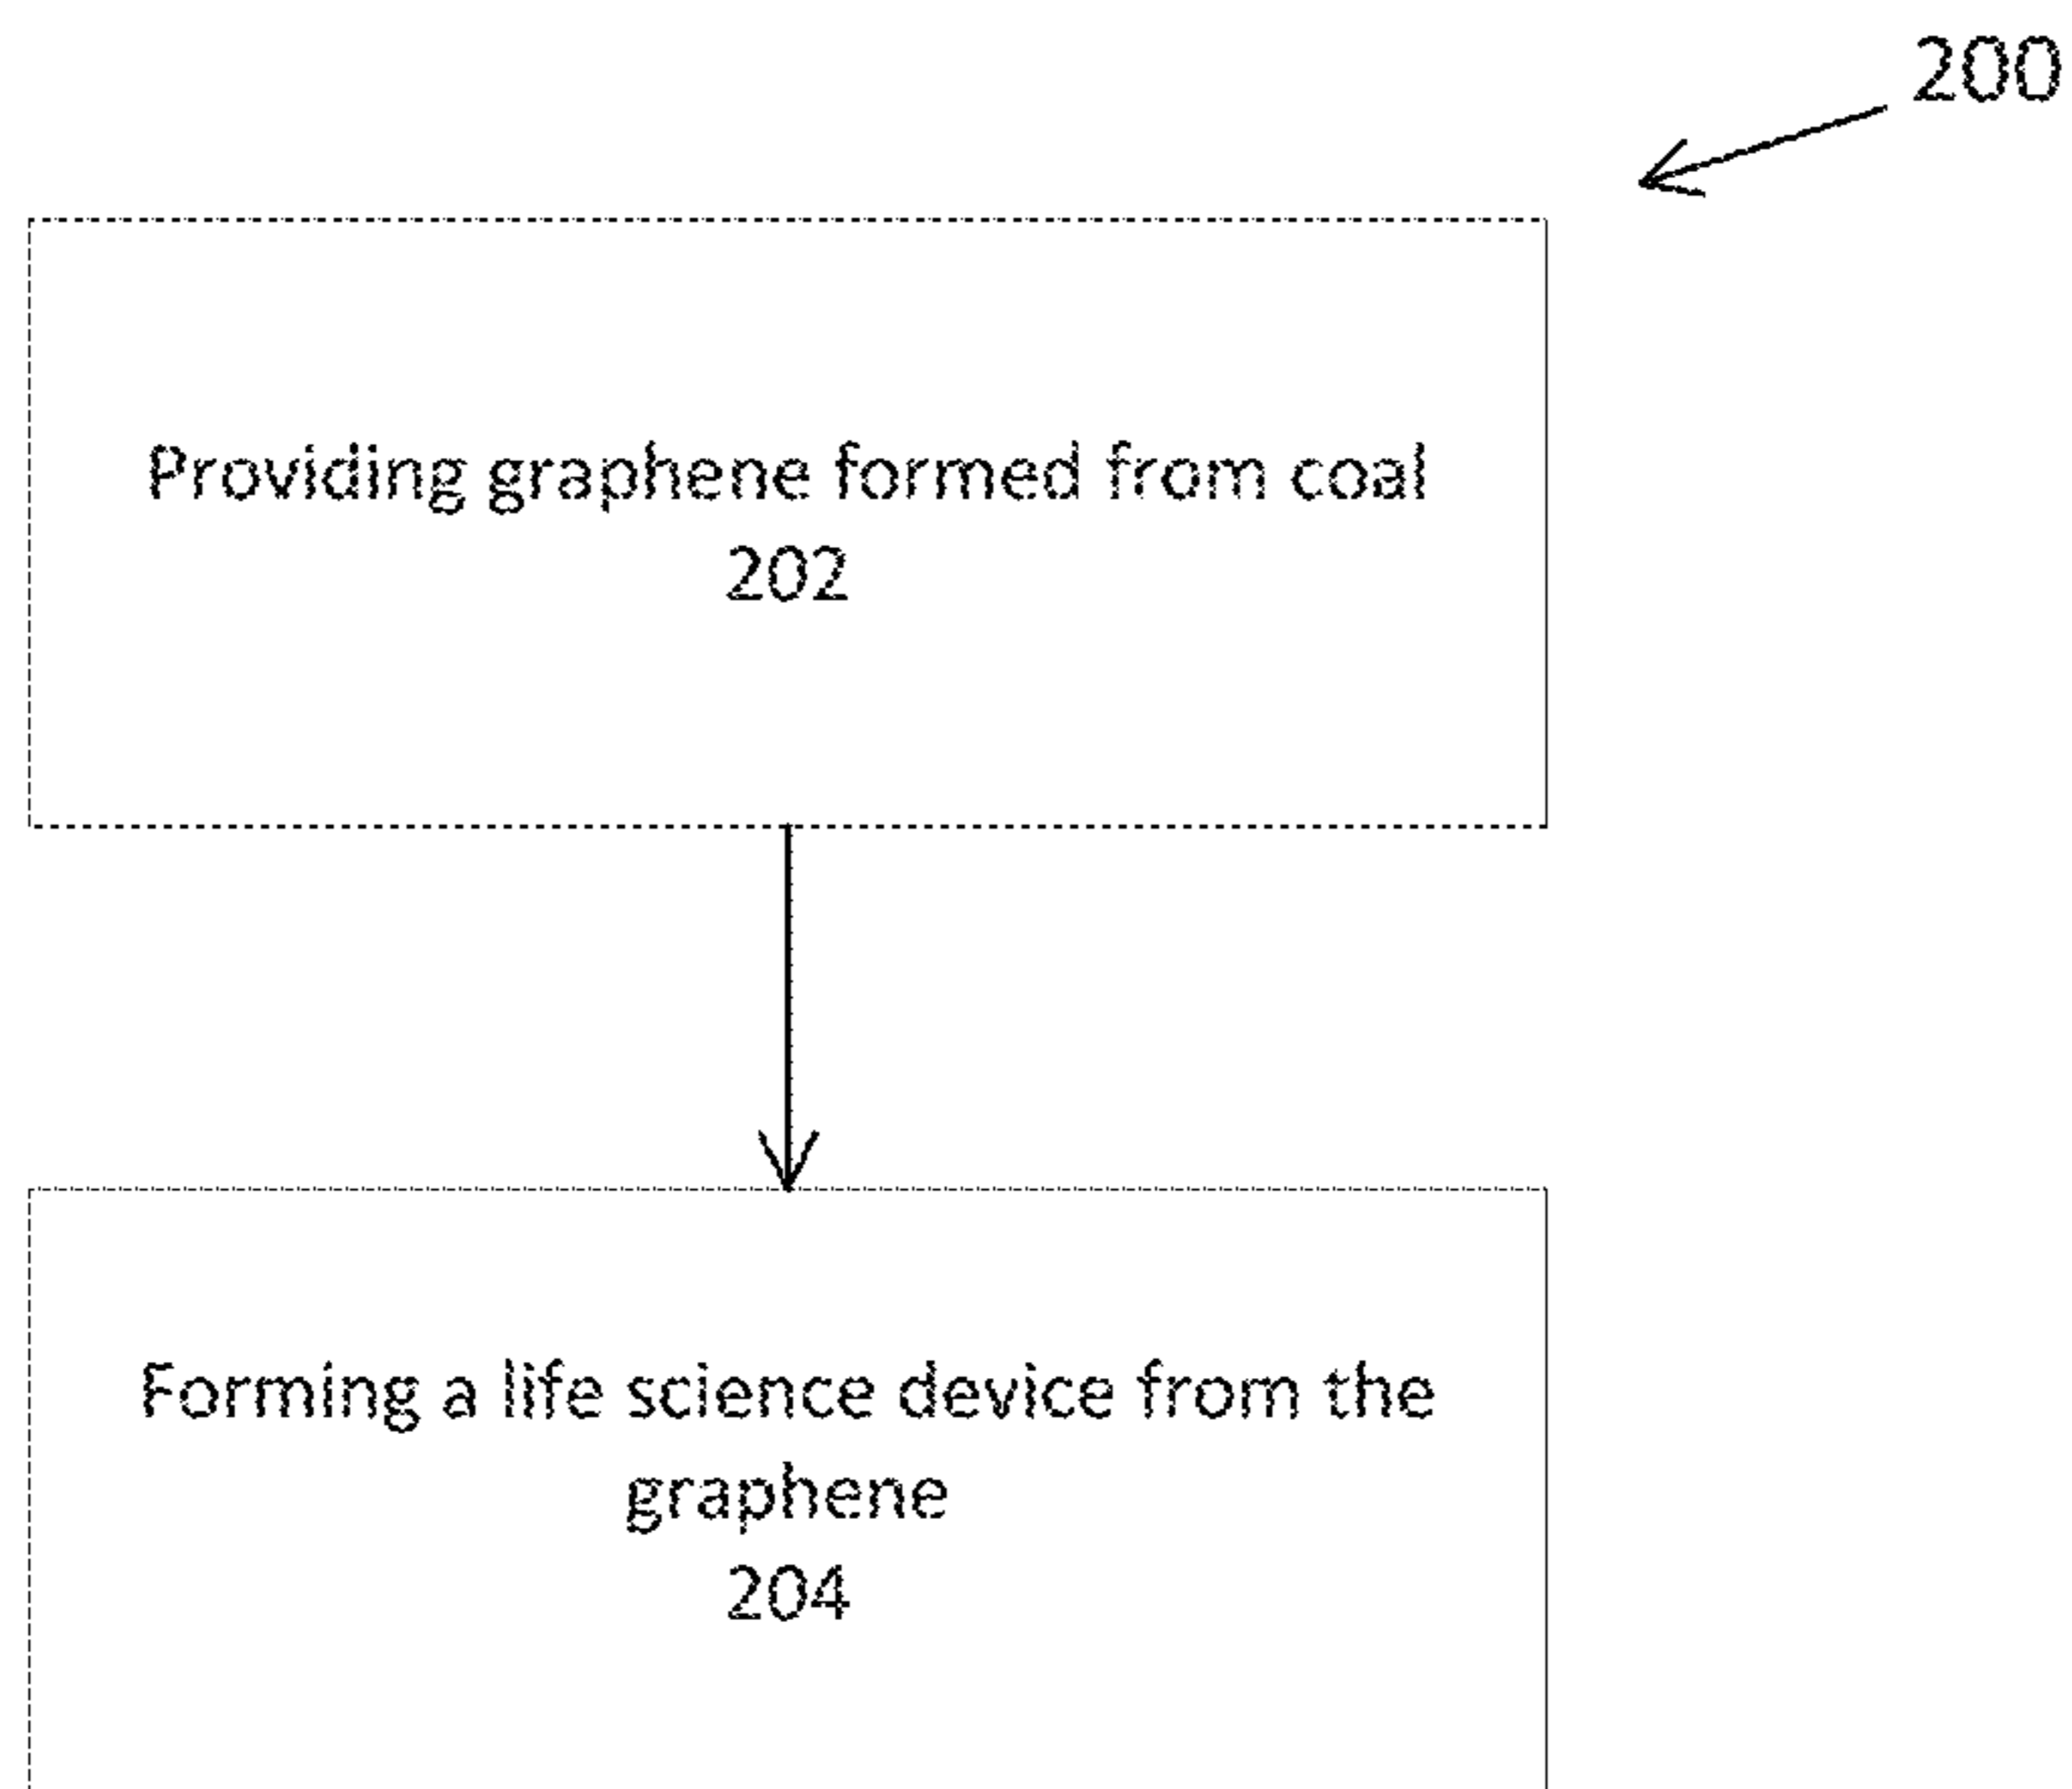 200
Providing graphene formed from coal
202
Forming a life science device from the
graphene
204